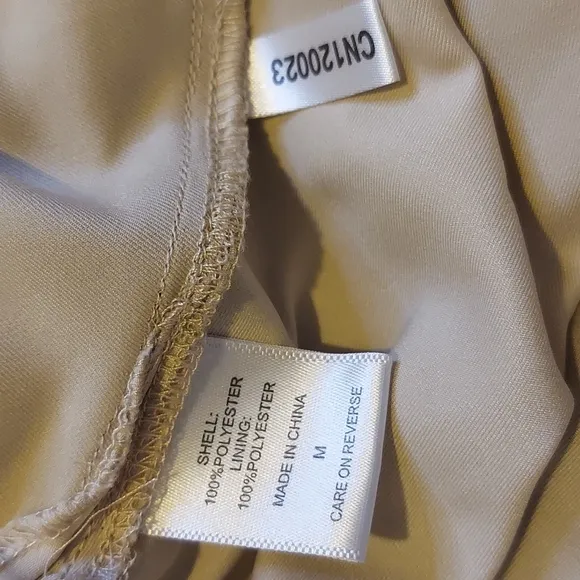 CN120023
SHELL:
100%POLYESTER
LINING:
100%POLYESTER
MADE IN CHINA
M
CARE ON REVERSE